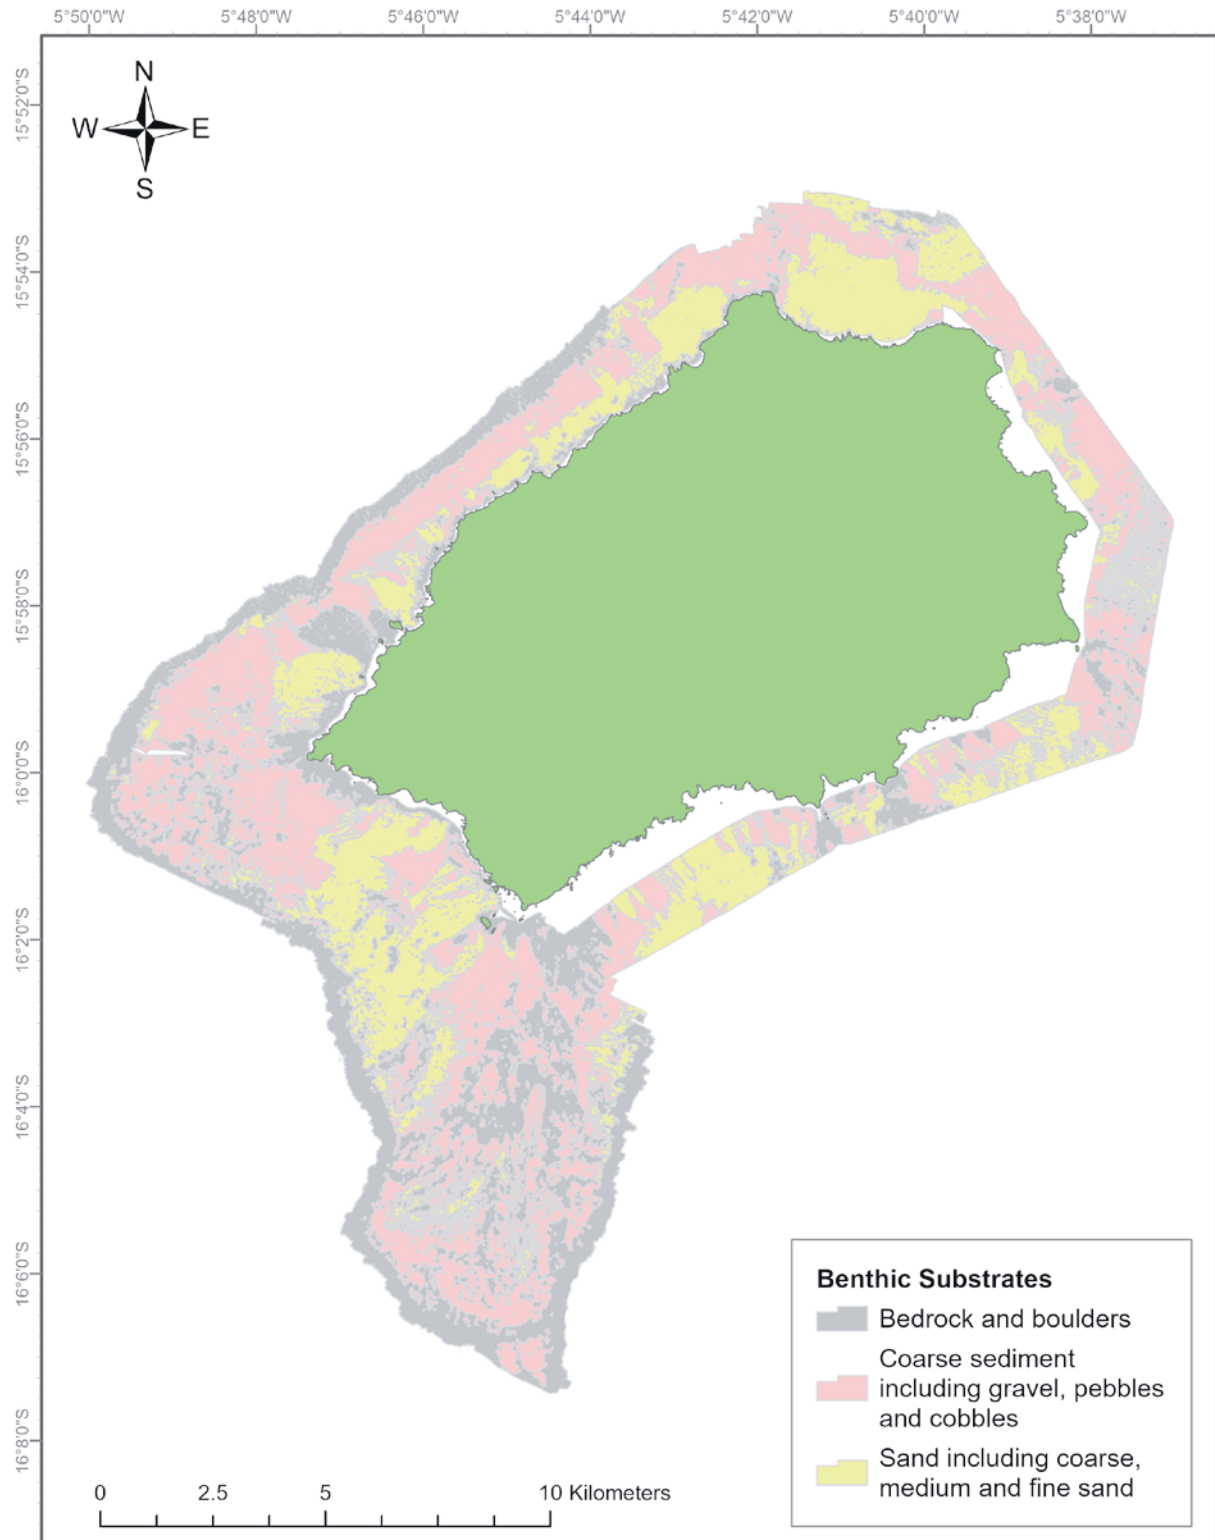 5°50'0"W 5°48'0"W 5°46'0"W 5°44'0"W 5°42'0"W 5°40'0"W 5°38'0"W
15°52'0"S
N
W E
S
15°54'0"S
15°56'0"S
15°58'0"S
16°0'0"S
16°2'0"S
16°4'0"S
16°6'0"S
16°8'0"S
Benthic Substrates
Bedrock and boulders
Coarse sediment
including gravel, pebbles
and cobbles
Sand including coarse,
medium and fine sand
0 2.5 5 10 Kilometers